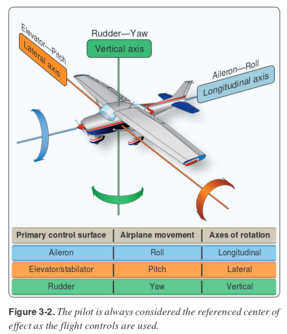 Rudder—Yaw
Vertical axis
Elevator—Pitch
Lateral axis
Aileron—Roll
Longitudinal axis
Primary control surface Airplane movement Axes of rotation
Aileron Roll Longitudinal
Elevator/stabilator Pitch Lateral
Rudder Yaw Vertical
Figure 3-2. The pilot is always considered the referenced center of
effect as the flight controls are used.